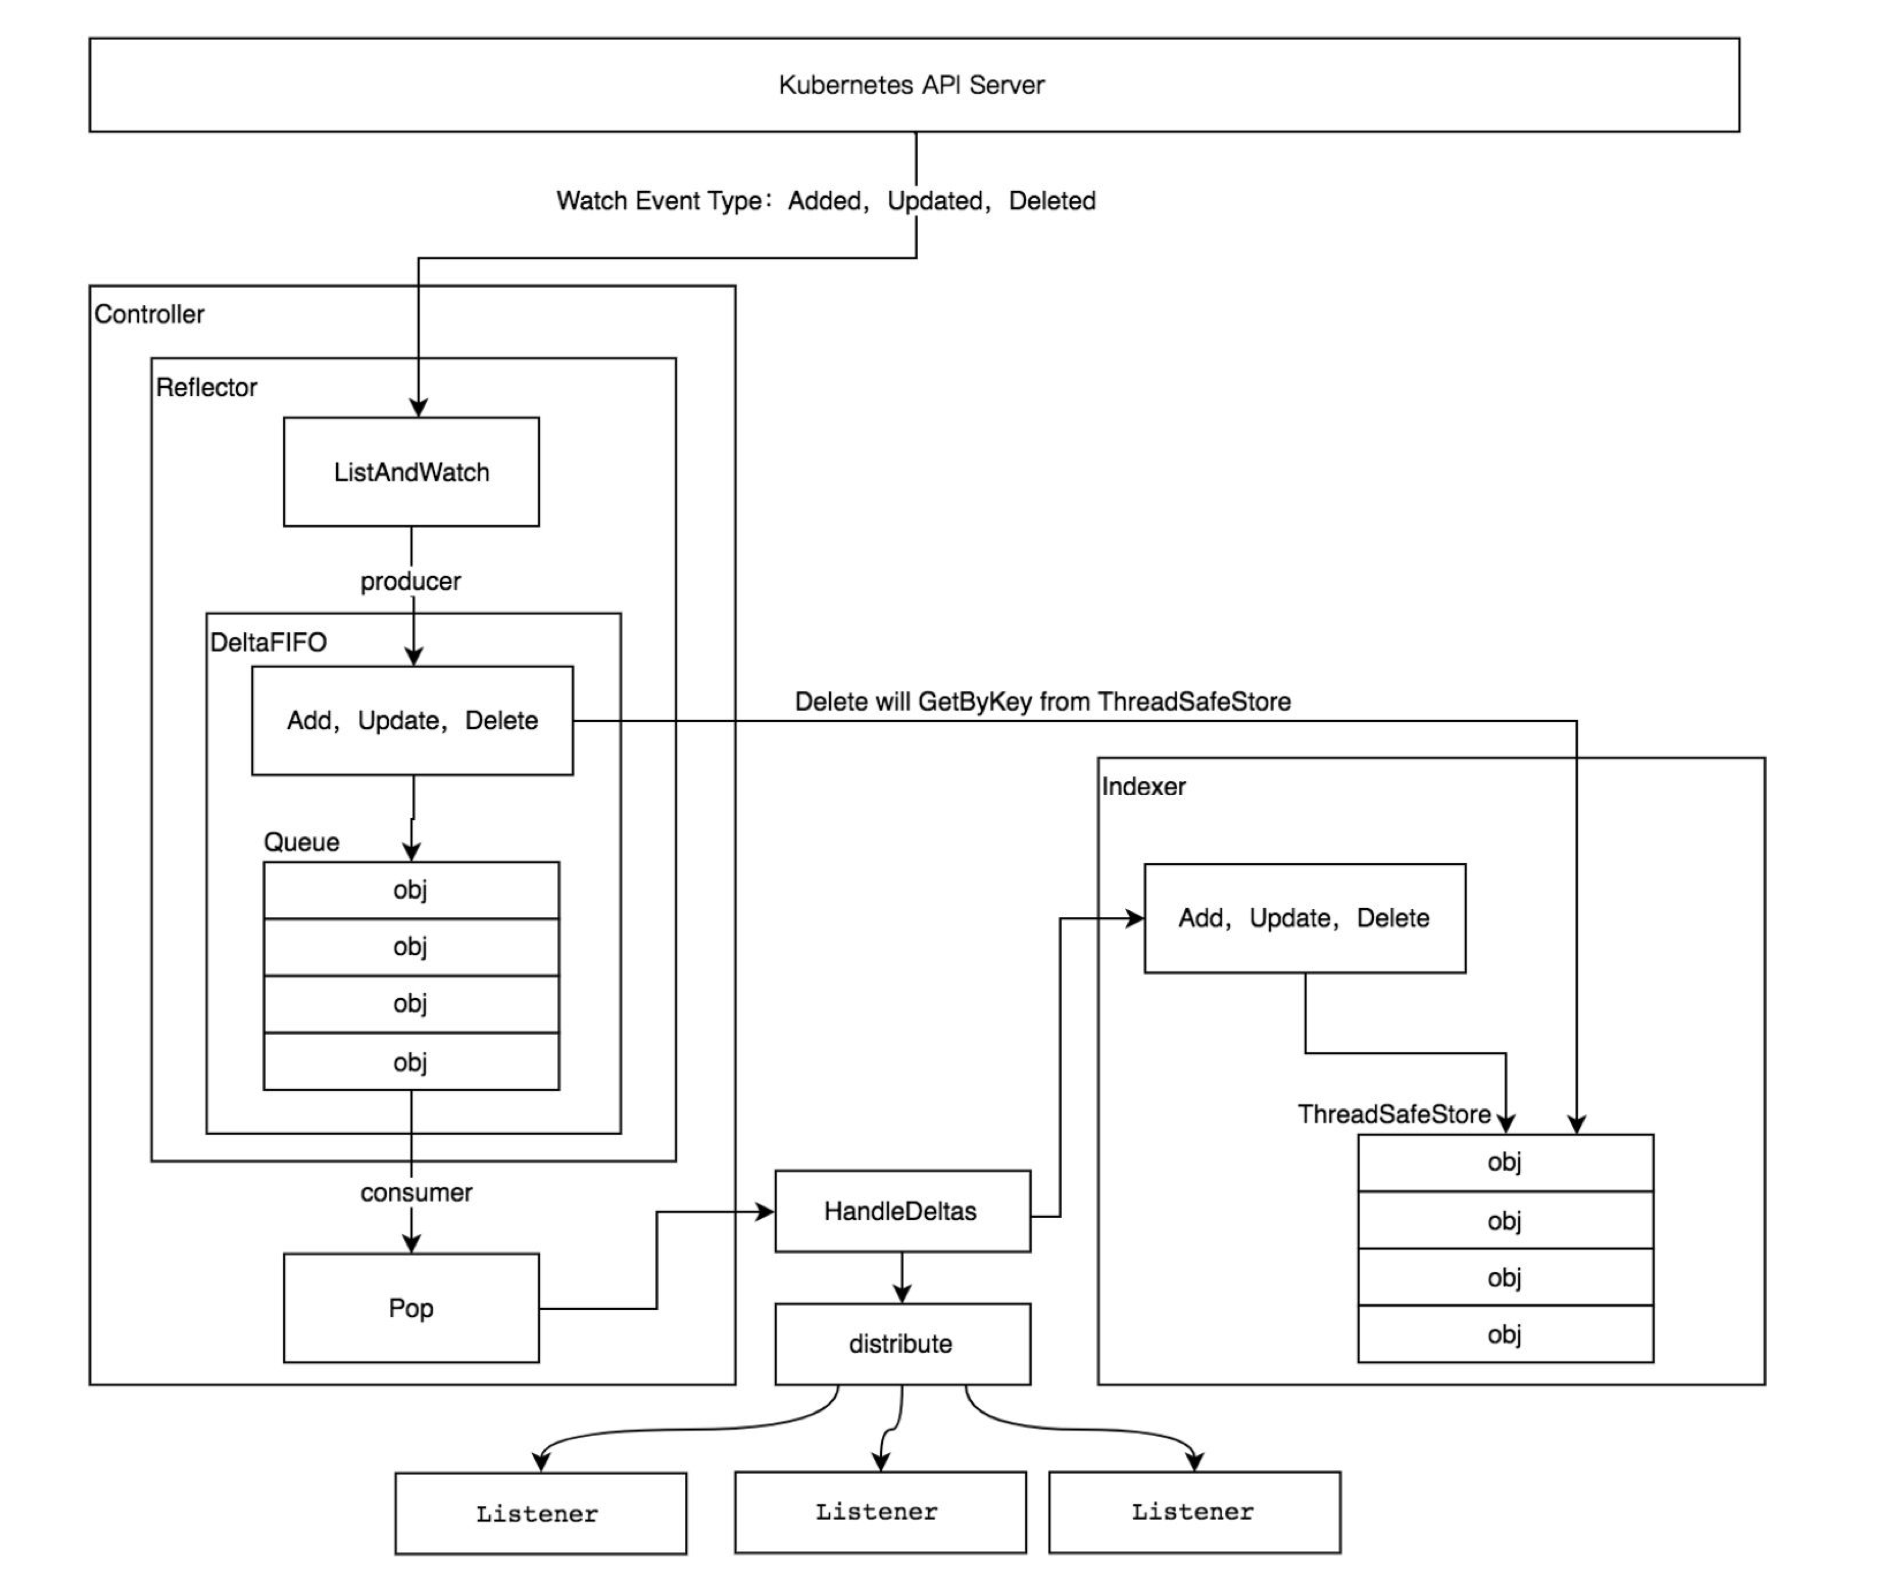 Kubernetes API Server
Watch Event Type：Added，Updated，Deleted
Controller
Reflector
ListAndWatch
producer
DeltaFIFO
Add，Update，Delete
Delete will GetByKey from ThreadSafeStore
Queue
obj
obj
obj
obj
consumer
Pop
HandleDeltas
distribute
Indexer
Add，Update，Delete
ThreadSafeStore
obj
obj
obj
obj
Listener
Listener
Listener